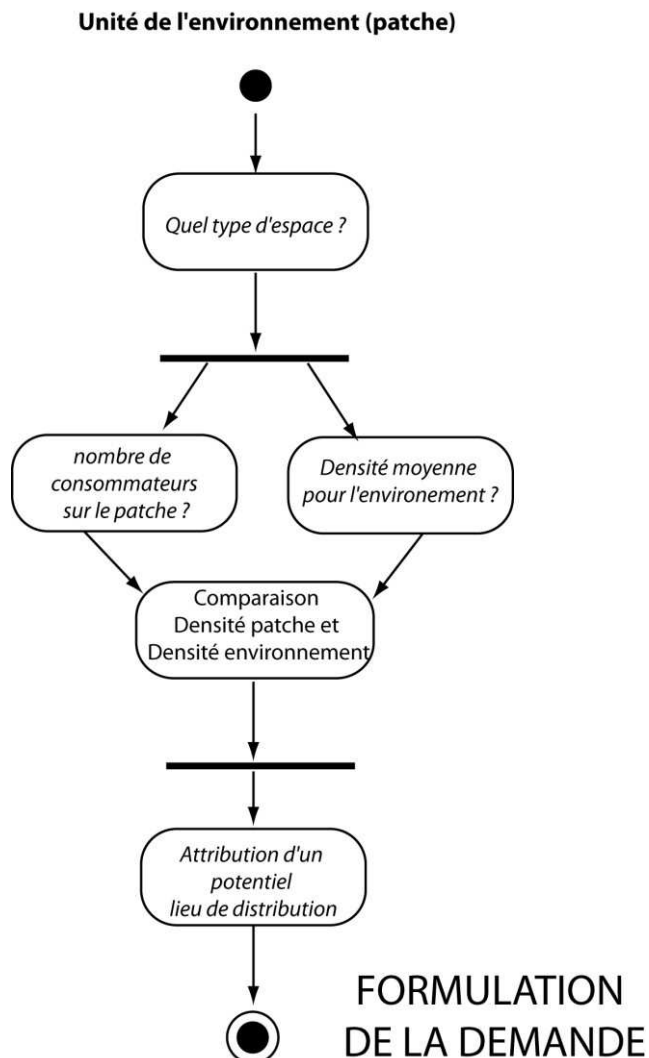 Unité de l'environnement (patche)
Quel type d'espace ?
nombre de
consommateurs
sur le patche ?
Densité moyenne
pour l'environement ?
Comparaison
Densité patche et
Densité environnement
Attribution d'un
potentiel
lieu de distribution
FORMULATION
DE LA DEMANDE